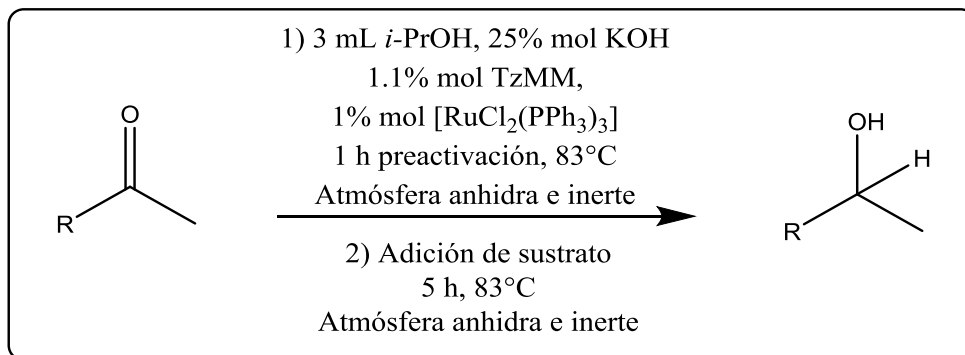 1) 3 mL i-PrOH, 25% mol KOH
1.1% mol TzMM,
1% mol [RuCl2(PPh3)3]
1 h preactivación, 83°C
Atmósfera anhidra e inerte
2) Adición de sustrato
5 h, 83°C
Atmósfera anhidra e inerte
O
R
OH
H
R